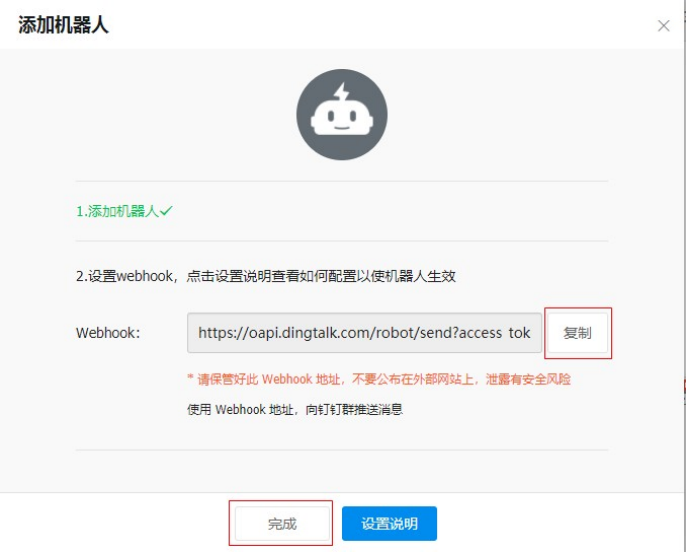 添加机器人
1.添加机器人✓
2.设置webhook，点击设置说明查看如何配置以使机器人生效
Webhook: https://oapi.dingtalk.com/robot/send?access_tok 复制
* 请保管好此 Webhook 地址，不要公布在外部网站上，泄露有安全风险
使用 Webhook 地址，向钉钉群推送消息
完成 设置说明